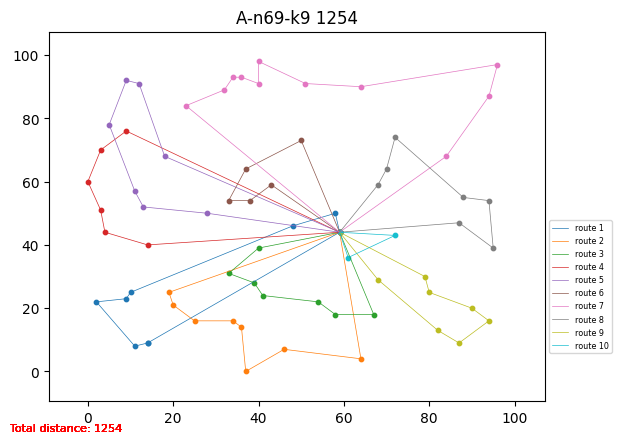 A-n69-k9 1254
100
80
60
40
20
0
0 20 40 60 80 100
route 1
route 2
route 3
route 4
route 5
route 6
route 7
route 8
route 9
route 10
Total distance: 1254